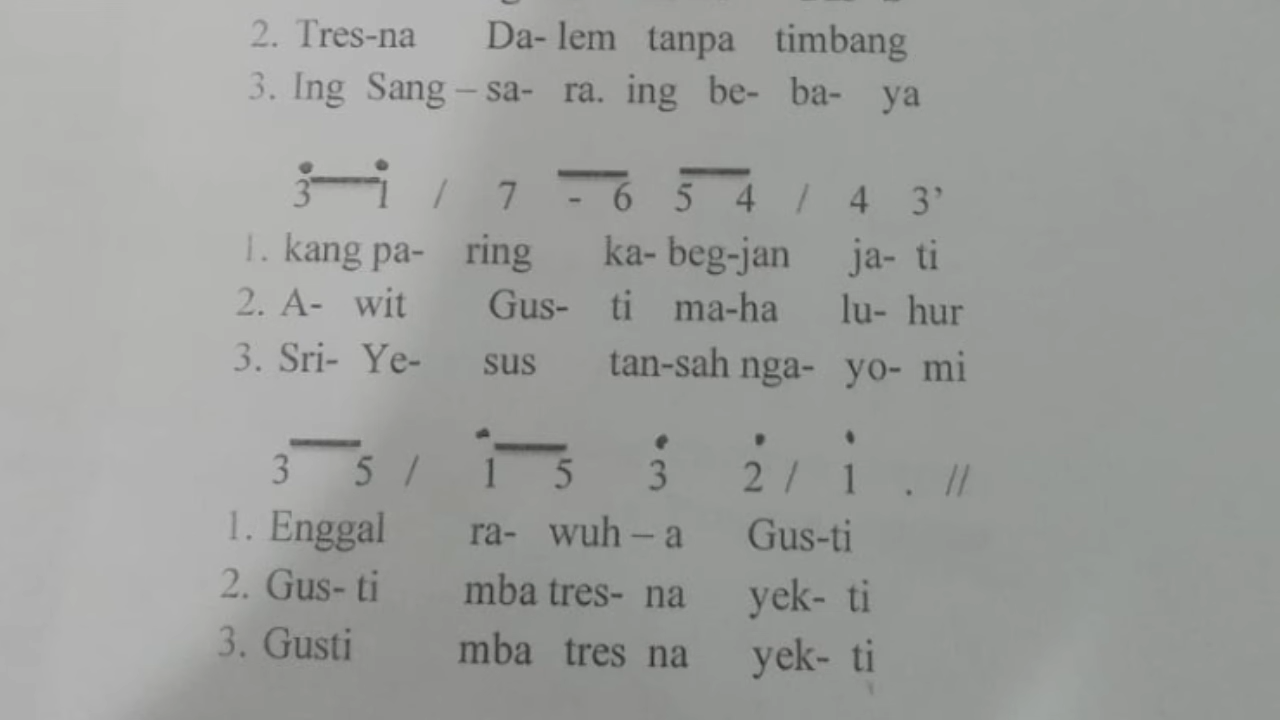 2. Tres-na Da- lem tanpa timbang
3. Ing Sang – sa- ra. ing be- ba- ya
3 1 / 7 - 6 5 4 / 4 3’
1. kang pa- ring ka- beg-jan ja- ti
2. A- wit Gus- ti ma-ha lu- hur
3. Sri- Ye- sus tan-sah nga- yo- mi
3 5 / 1 5 3 2 / 1 . //
1. Enggal ra- wuh – a Gus-ti
2. Gus- ti mba tres- na yek- ti
3. Gusti mba tres na yek- ti